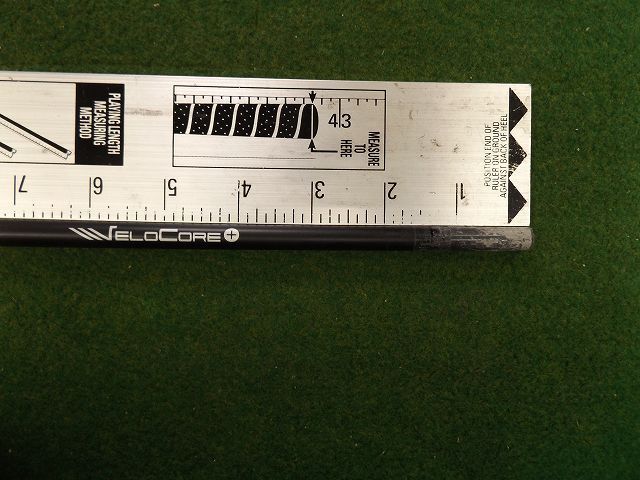 PLAYING LENGTH
MEASURING
METHOD
43
MEASURE
TO
HERE
POSITION END OF
RULER ON GROUND
AGAINST BACK OF HEEL
7 6 5 4 3 2 1
VELOCORE+